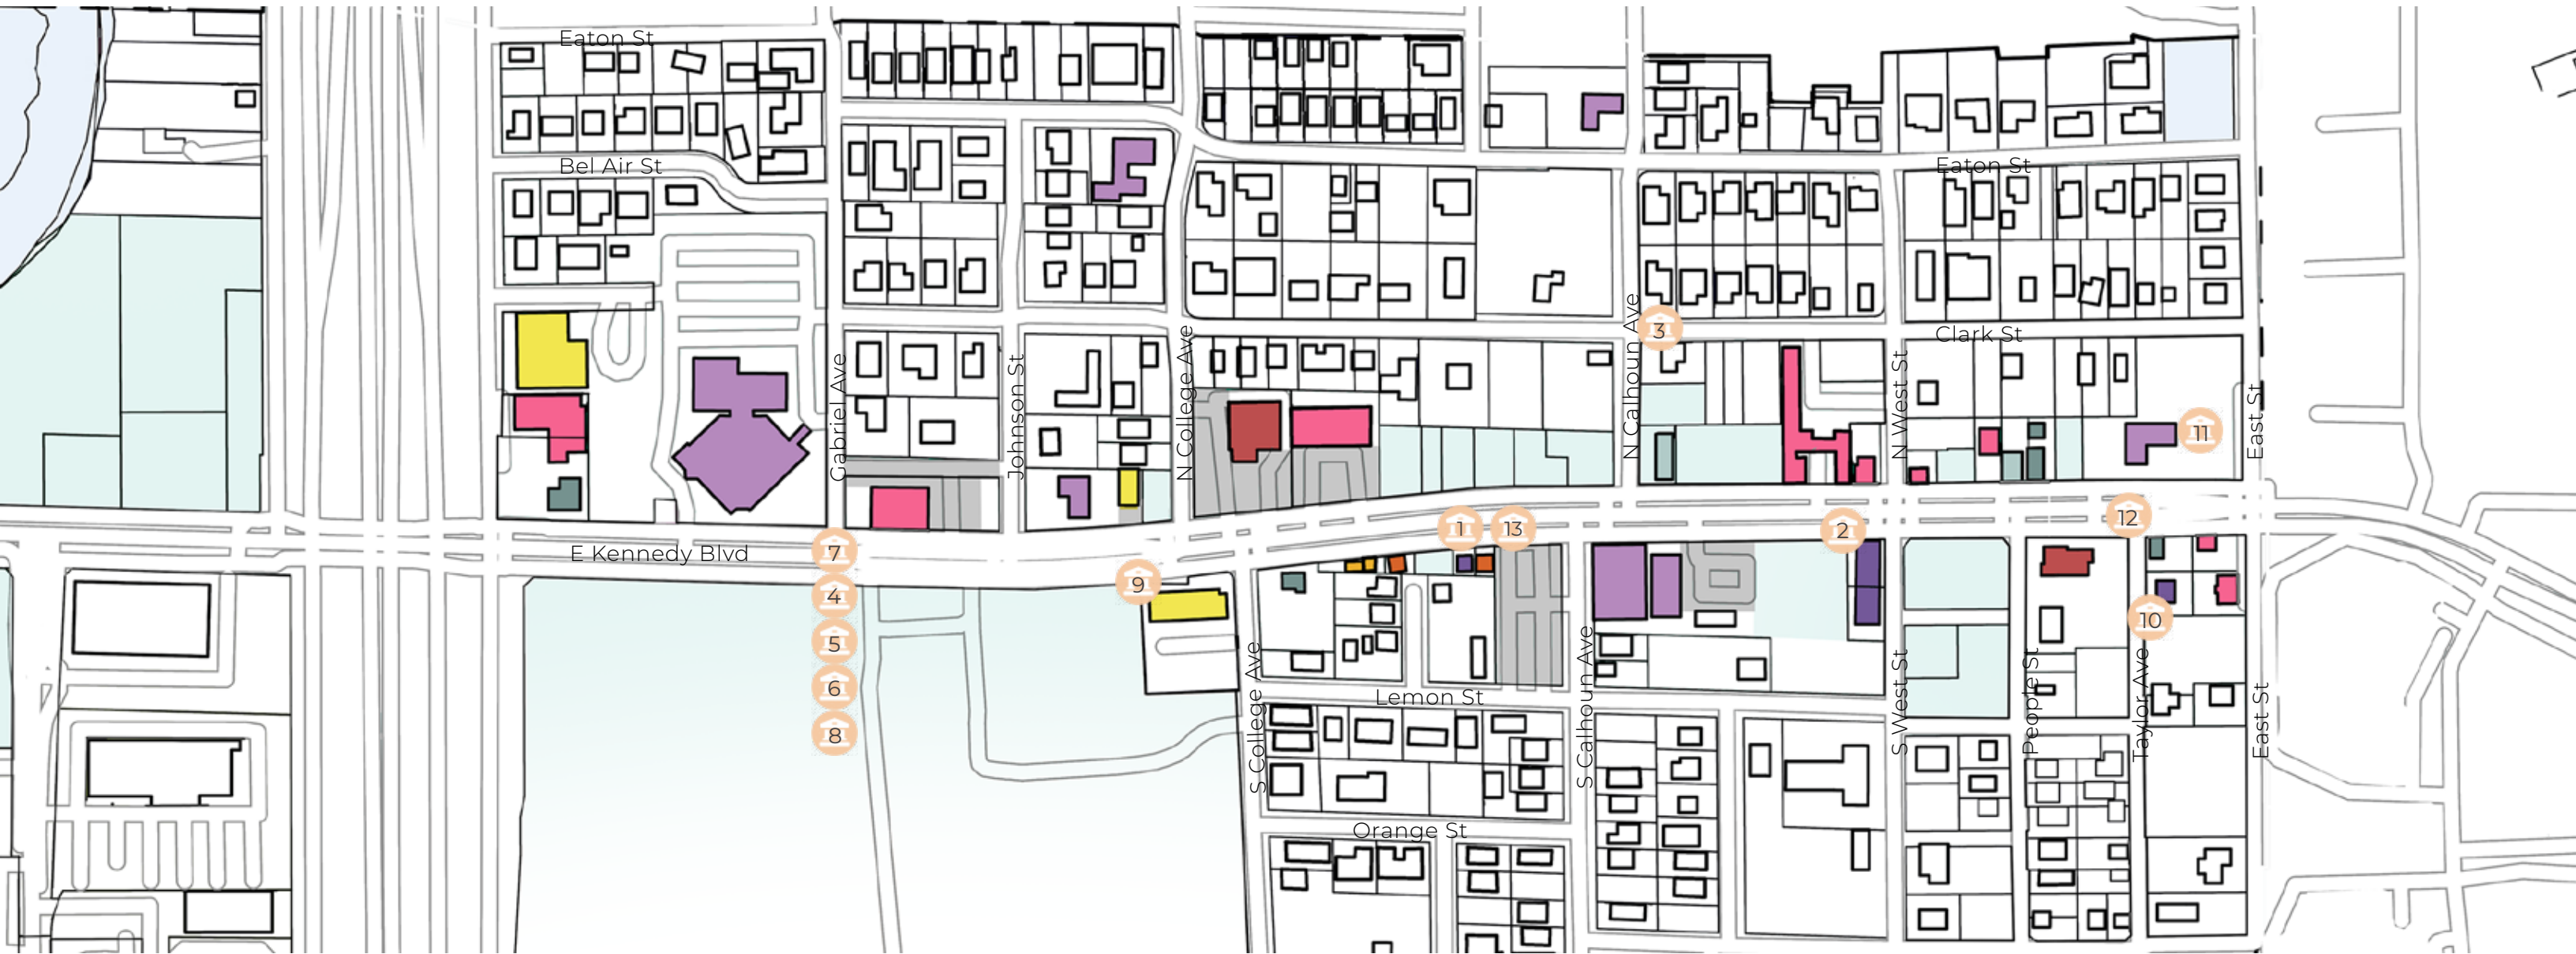 Eaton St
Bel Air St
Eaton St
Clark St
3
Gabriel Ave
Johnson St
N College Ave
N Calhoun Ave
N West St
East St
11
12
1
13
2
7
E Kennedy Blvd
9
4
10
5
6
8
Lemon St
S College Ave
S Calhoun Ave
S West St
People St
Taylor Ave
East St
Orange St